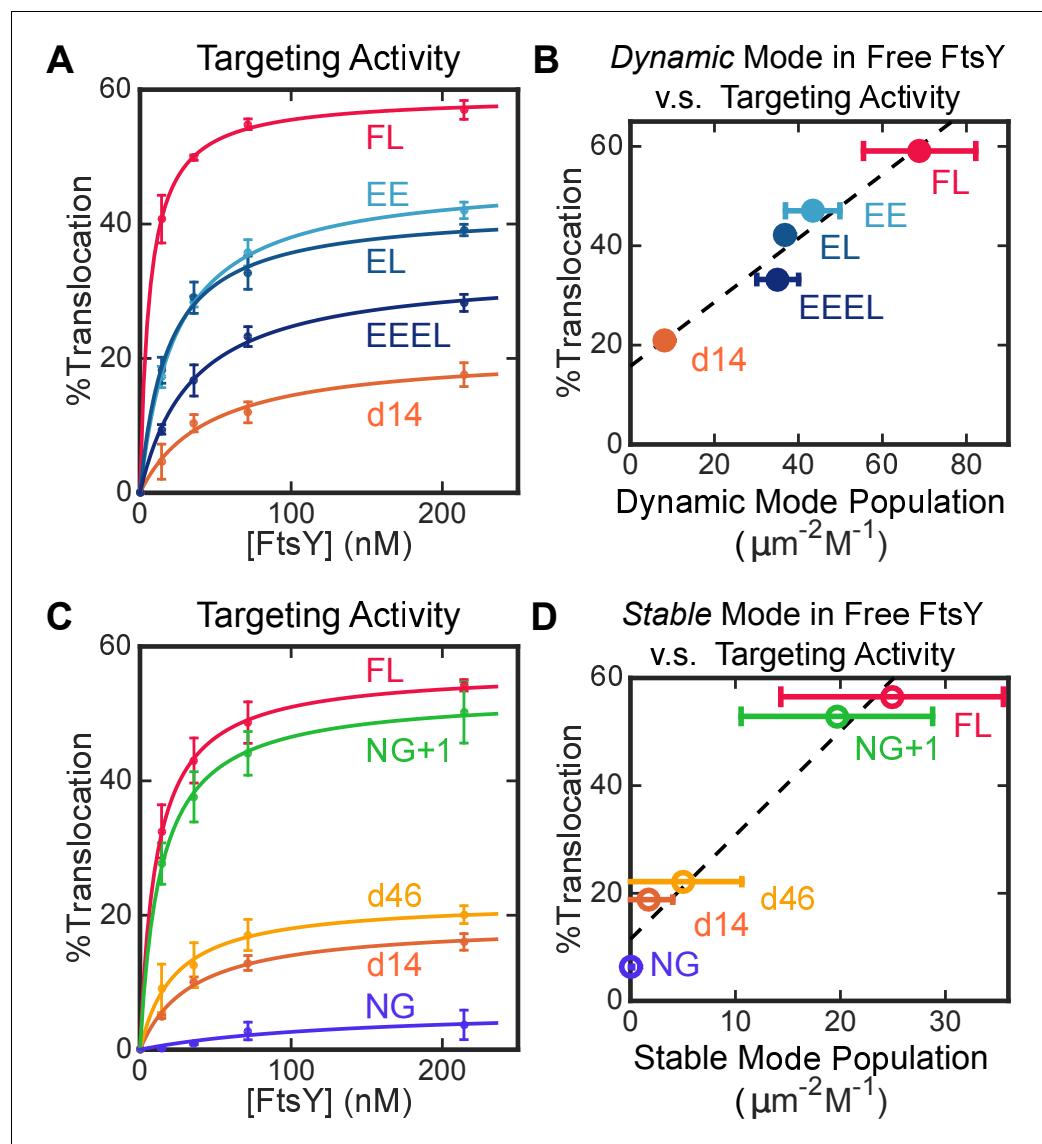 A
Targeting Activity
60
40
20
0
%Translocation
FL
EE
EL
EEEL
d14
0
100
200
[FtsY] (nM)
B
Dynamic Mode in Free FtsY
v.s. Targeting Activity
60
40
20
0
%Translocation
FL
EE
EL
EEEL
d14
0
20
40
60
80
Dynamic Mode Population
(μm-2M-1)
C
Targeting Activity
60
40
20
0
%Translocation
FL
NG+1
d46
d14
NG
0
100
200
[FtsY] (nM)
D
Stable Mode in Free FtsY
v.s. Targeting Activity
60
40
20
0
%Translocation
FL
NG+1
d46
d14
NG
0
10
20
30
Stable Mode Population
(μm-2M-1)